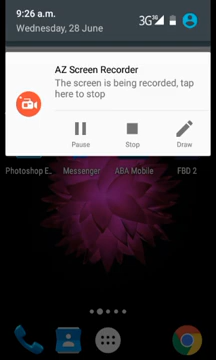 9:26 a.m.
3G 3G
Wednesday, 28 June
AZ Screen Recorder
The screen is being recorded, tap
here to stop
Pause Stop Draw
Photoshop E.. Messenger ABA Mobile FBD 2